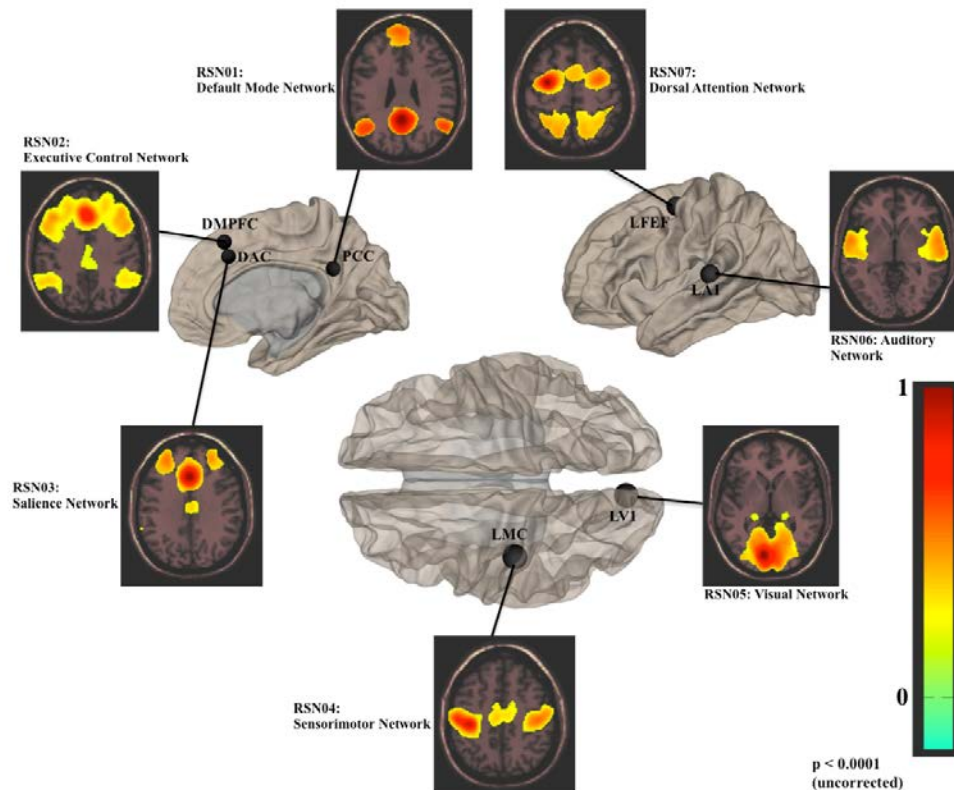 RSN01:
Default Mode Network
RSN07:
Dorsal Attention Network
RSN02:
Executive Control Network
DMPFC
DAC
PCC
LFEF
LA1
RSN06: Auditory
Network
1
RSN03:
Salience Network
LV1
LMC
RSN05: Visual Network
0
RSN04:
Sensorimotor Network
p < 0.0001
(uncorrected)